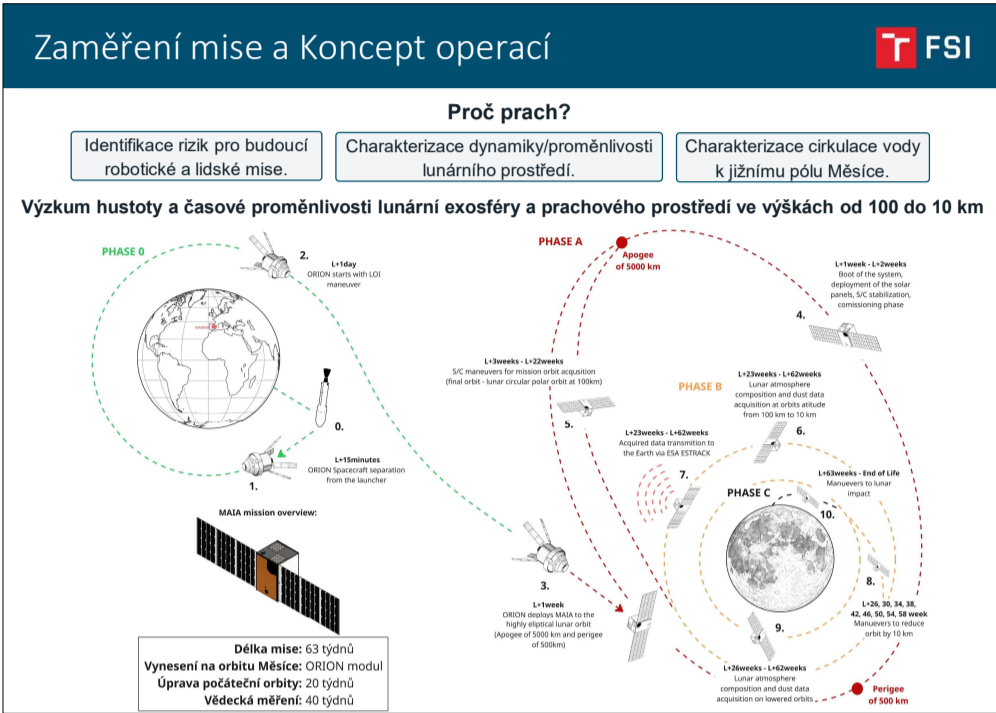 Zaměření mise a Koncept operací
FSI
Proč prach?
Identifikace rizik pro budoucí
robotické a lidské mise.
Charakterizace dynamiky/proměnlivosti
lunárního prostředí.
Charakterizace cirkulace vody
k jižnímu pólu Měsíce.
Výzkum hustoty a časové proměnlivosti lunární exosféry a prachového prostředí ve výškách od 100 do 10 km
PHASE 0
2.
L+1day
ORION starts with LOI
maneuver
0.
L+15minutes
ORION Spacecraft separation
from the launcher
1.
MAIA mission overview:
Délka mise: 63 týdnů
Vynesení na orbitu Měsíce: ORION modul
Úprava počáteční orbity: 20 týdnů
Vědecká měření: 40 týdnů
3.
L+1week
ORION deploys MAIA to the
highly eliptical lunar orbit
(Apogee of 5000 km and perigee
of 500km)
PHASE A
Apogee
of 5000 km
L+1week - L+2weeks
Boot of the system,
deployment of the solar
panels, S/C stabilization,
comissioning phase
4.
L+3weeks - L+22weeks
S/C maneuvers for mission orbit acqusition
(final orbit - lunar circular polar orbit at 100km)
5.
PHASE B
L+23weeks - L+62weeks
Lunar atmosphere
composition and dust data
acquisition at orbits atitude
from 100 km to 10 km
6.
L+23weeks - L+62weeks
Acquired data transmition to
the Earth via ESA ESTRACK
7.
PHASE C
L+63weeks - End of Life
Manuevers to lunar
impact
10.
8.
L+26, 30, 34, 38,
42, 46, 50, 54, 58 week
Manuevers to reduce
orbit by 10 km
9.
L+26weeks - L+62weeks
Lunar atmosphere
composition and dust data
acquisition on lowered orbits
Perigee
of 500 km